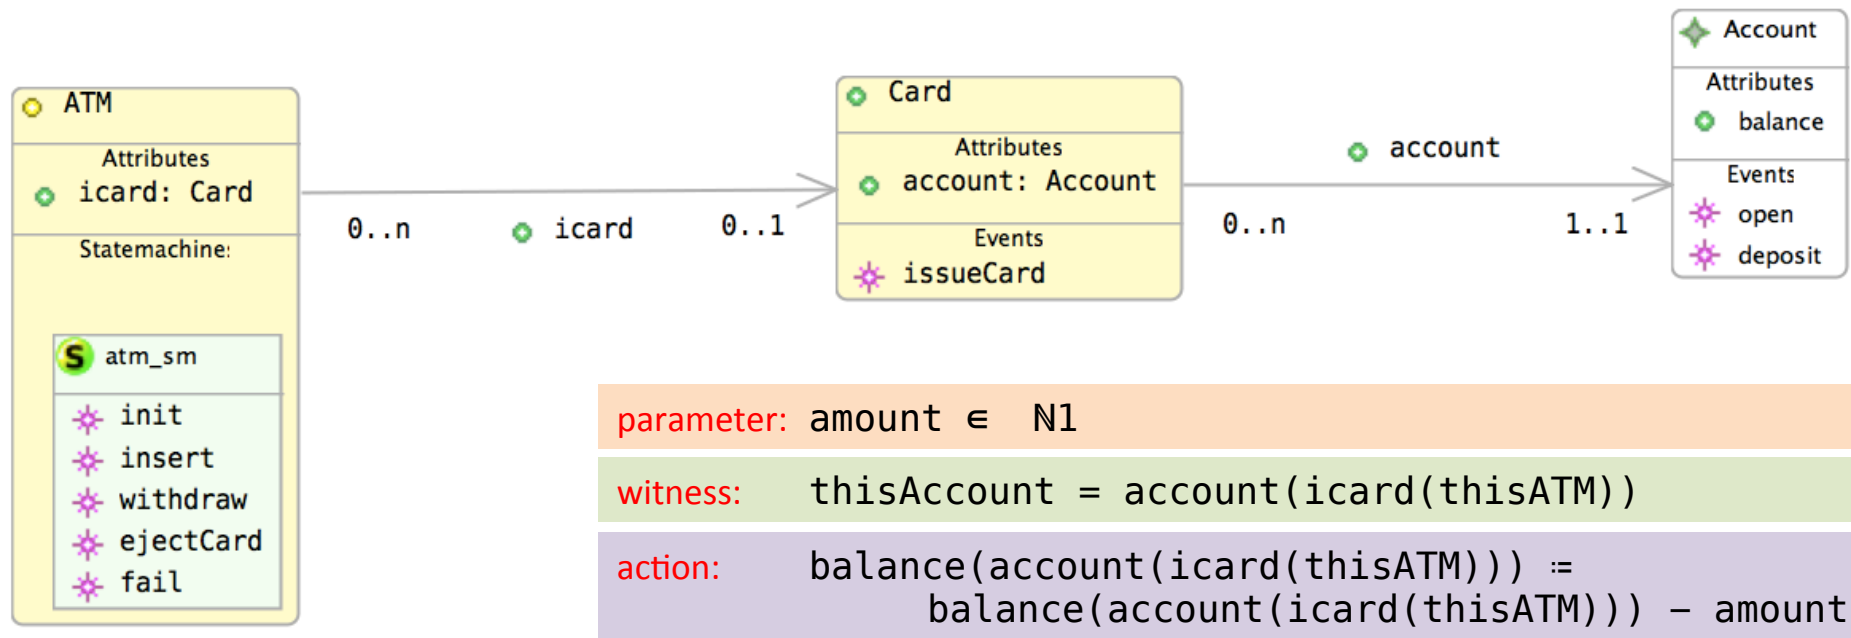 ATM
Attributes
icard: Card
Statemachine:
S atm_sm
init
insert
withdraw
ejectCard
fail
0..n
icard
0..1
Card
Attributes
account: Account
Events
issueCard
account
0..n
1..1
Account
Attributes
balance
Events
open
deposit
parameter: amount ∈ ℕ1
witness: thisAccount = account(icard(thisATM))
action: balance(account(icard(thisATM))) ≔
balance(account(icard(thisATM))) − amount